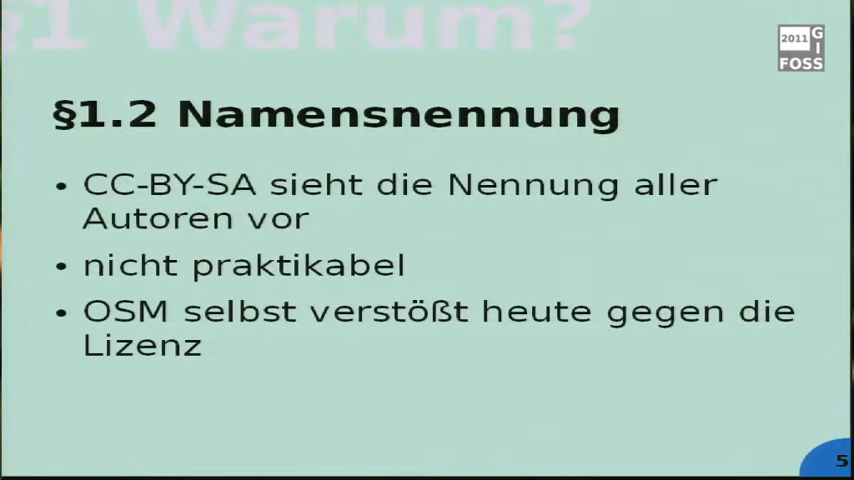 §1 Warum?
2011 G
I
FOSS
§1.2 Namensnennung
• CC-BY-SA sieht die Nennung aller
Autoren vor
• nicht praktikabel
• OSM selbst verstößt heute gegen die
Lizenz
5